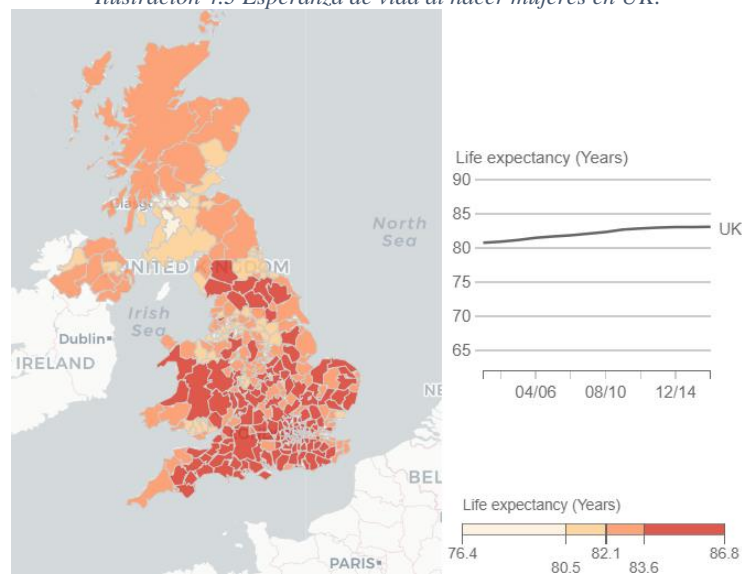 Ilustración 4.5 Esperanza de vida al nacer mujeres en UK.
North
Sea
UNITED KINGDOM
Irish
Sea
Dublin
IRELAND
BEL
PARIS
Life expectancy (Years)
90
85
80
75
70
65
UK
04/06
08/10
12/14
Life expectancy (Years)
76.4
80.5
82.1
83.6
86.8